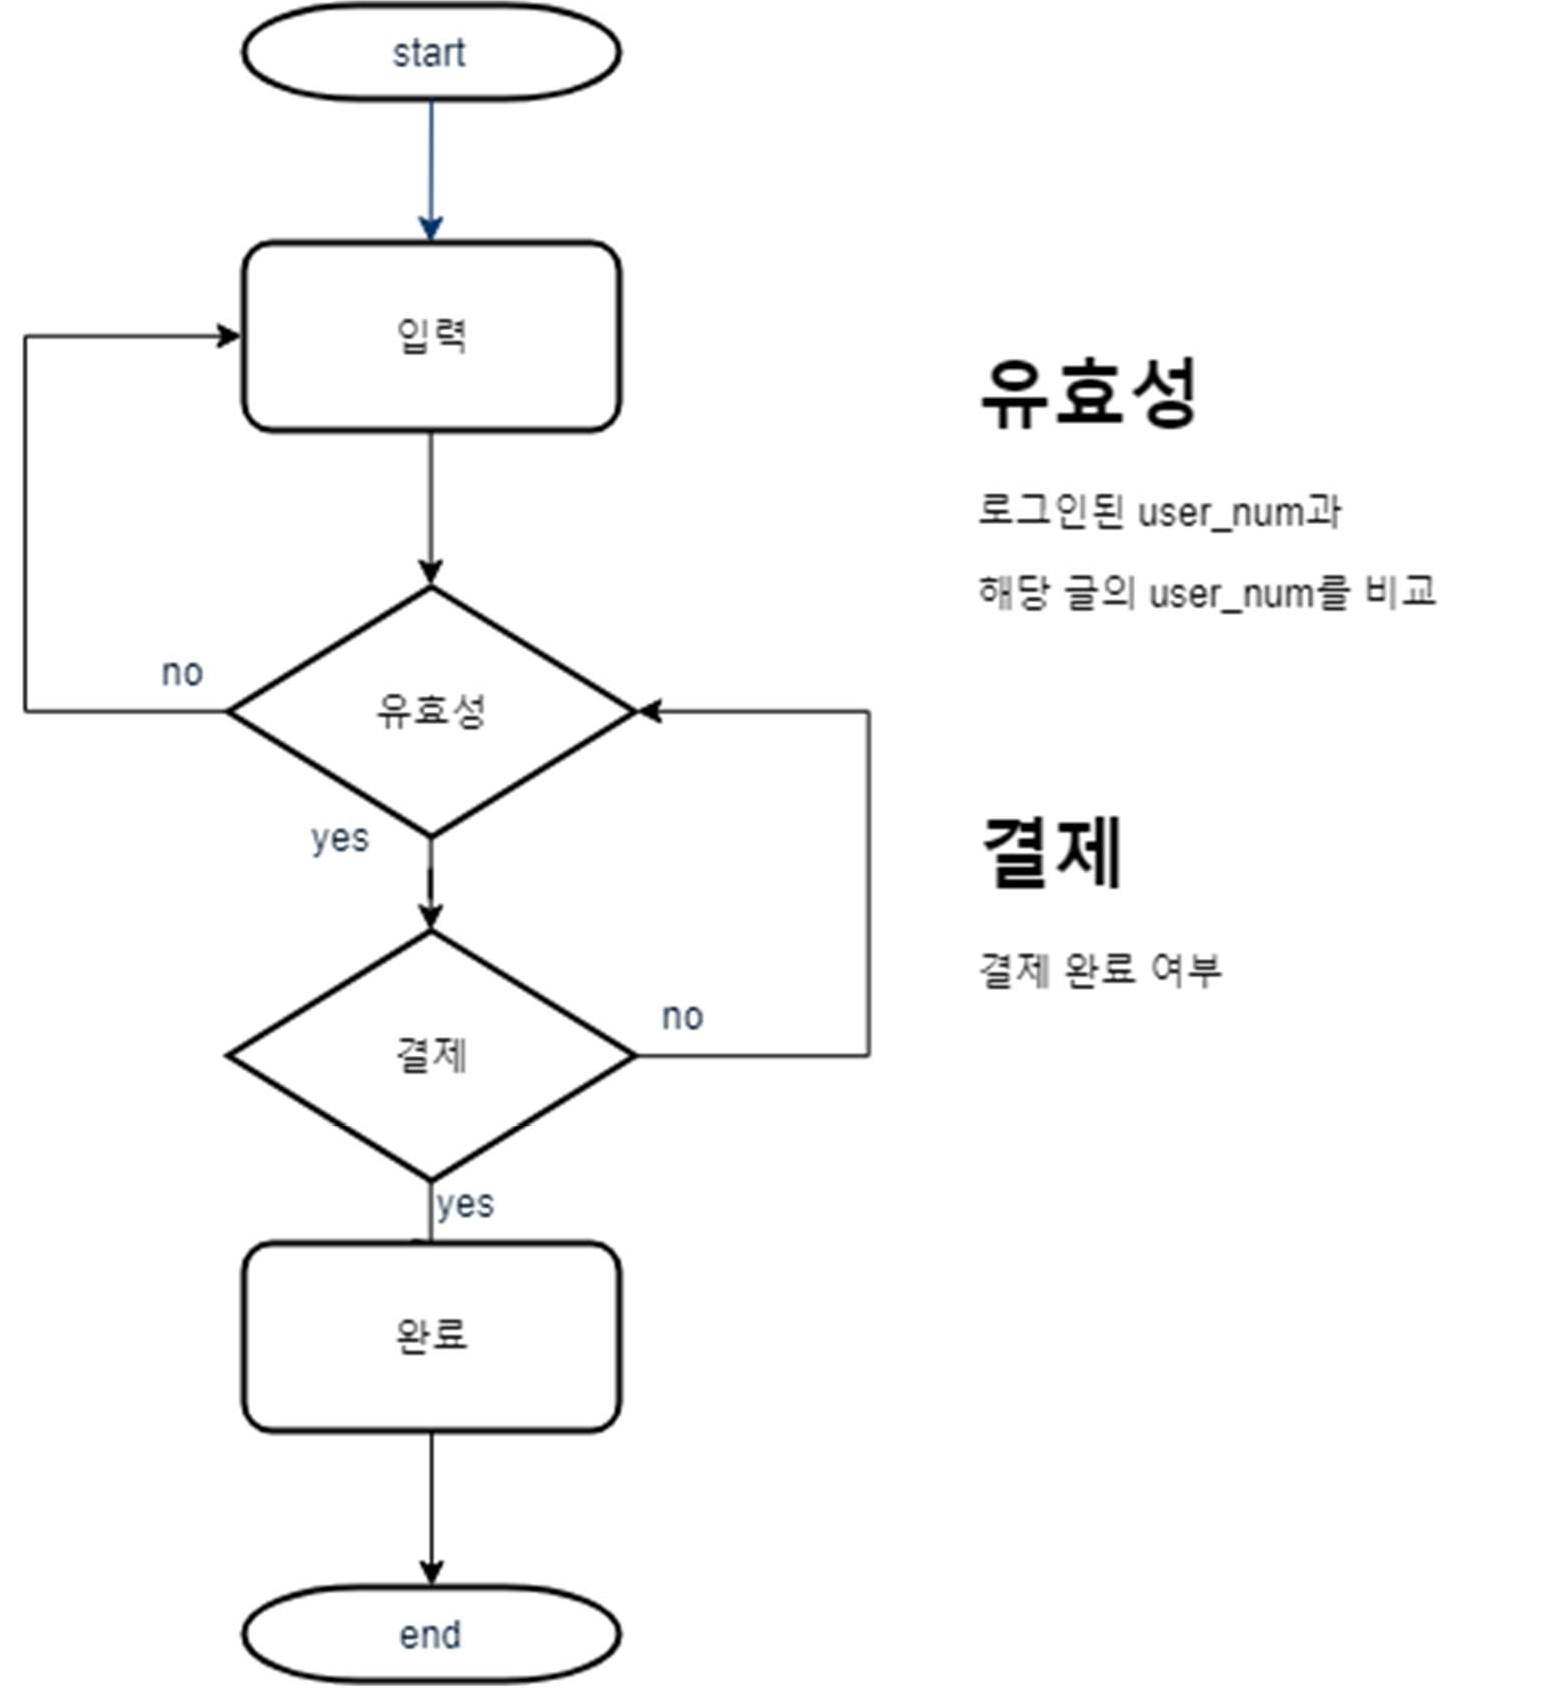 start
입력
유효성
로그인된 user_num과
해당 글의 user_num를 비교
no
유효성
yes
결제
결제 완료 여부
no
결제
yes
완료
end